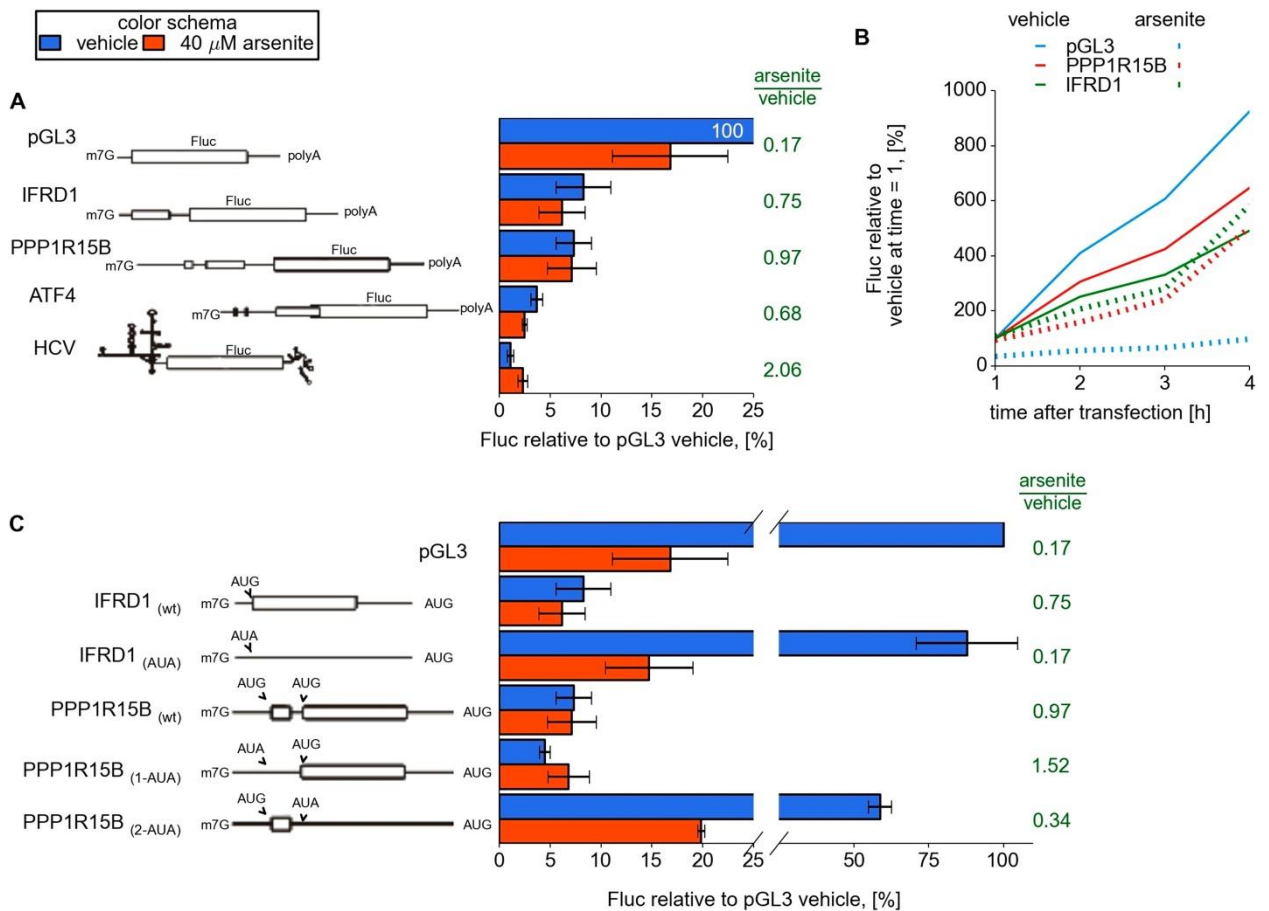 color schema
vehicle 40 μM arsenite
A
arsenite
vehicle
pGL3
Fluc
m7G polyA
100
0.17
IFRD1
Fluc
m7G polyA
0.75
PPP1R15B
Fluc
m7G polyA
0.97
ATF4
Fluc
m7G polyA
0.68
HCV
Fluc
2.06
0 5 10 15 20 25
Fluc relative to pGL3 vehicle, [%]
B
vehicle arsenite
pGL3
PPP1R15B
IFRD1
Fluc relative to
vehicle at time = 1, [%]
1000
800
600
400
200
0
1 2 3 4
time after transfection [h]
C
arsenite
vehicle
pGL3
0.17
IFRD1 (wt)
AUG
m7G AUG
0.75
IFRD1 (AUA)
AUA
m7G AUG
0.17
PPP1R15B (wt)
AUG AUG
m7G AUG
0.97
PPP1R15B (1-AUA)
AUA AUG
m7G AUG
1.52
PPP1R15B (2-AUA)
AUG AUA
m7G AUG
0.34
0 5 10 15 20 25 50 75 100
Fluc relative to pGL3 vehicle, [%]